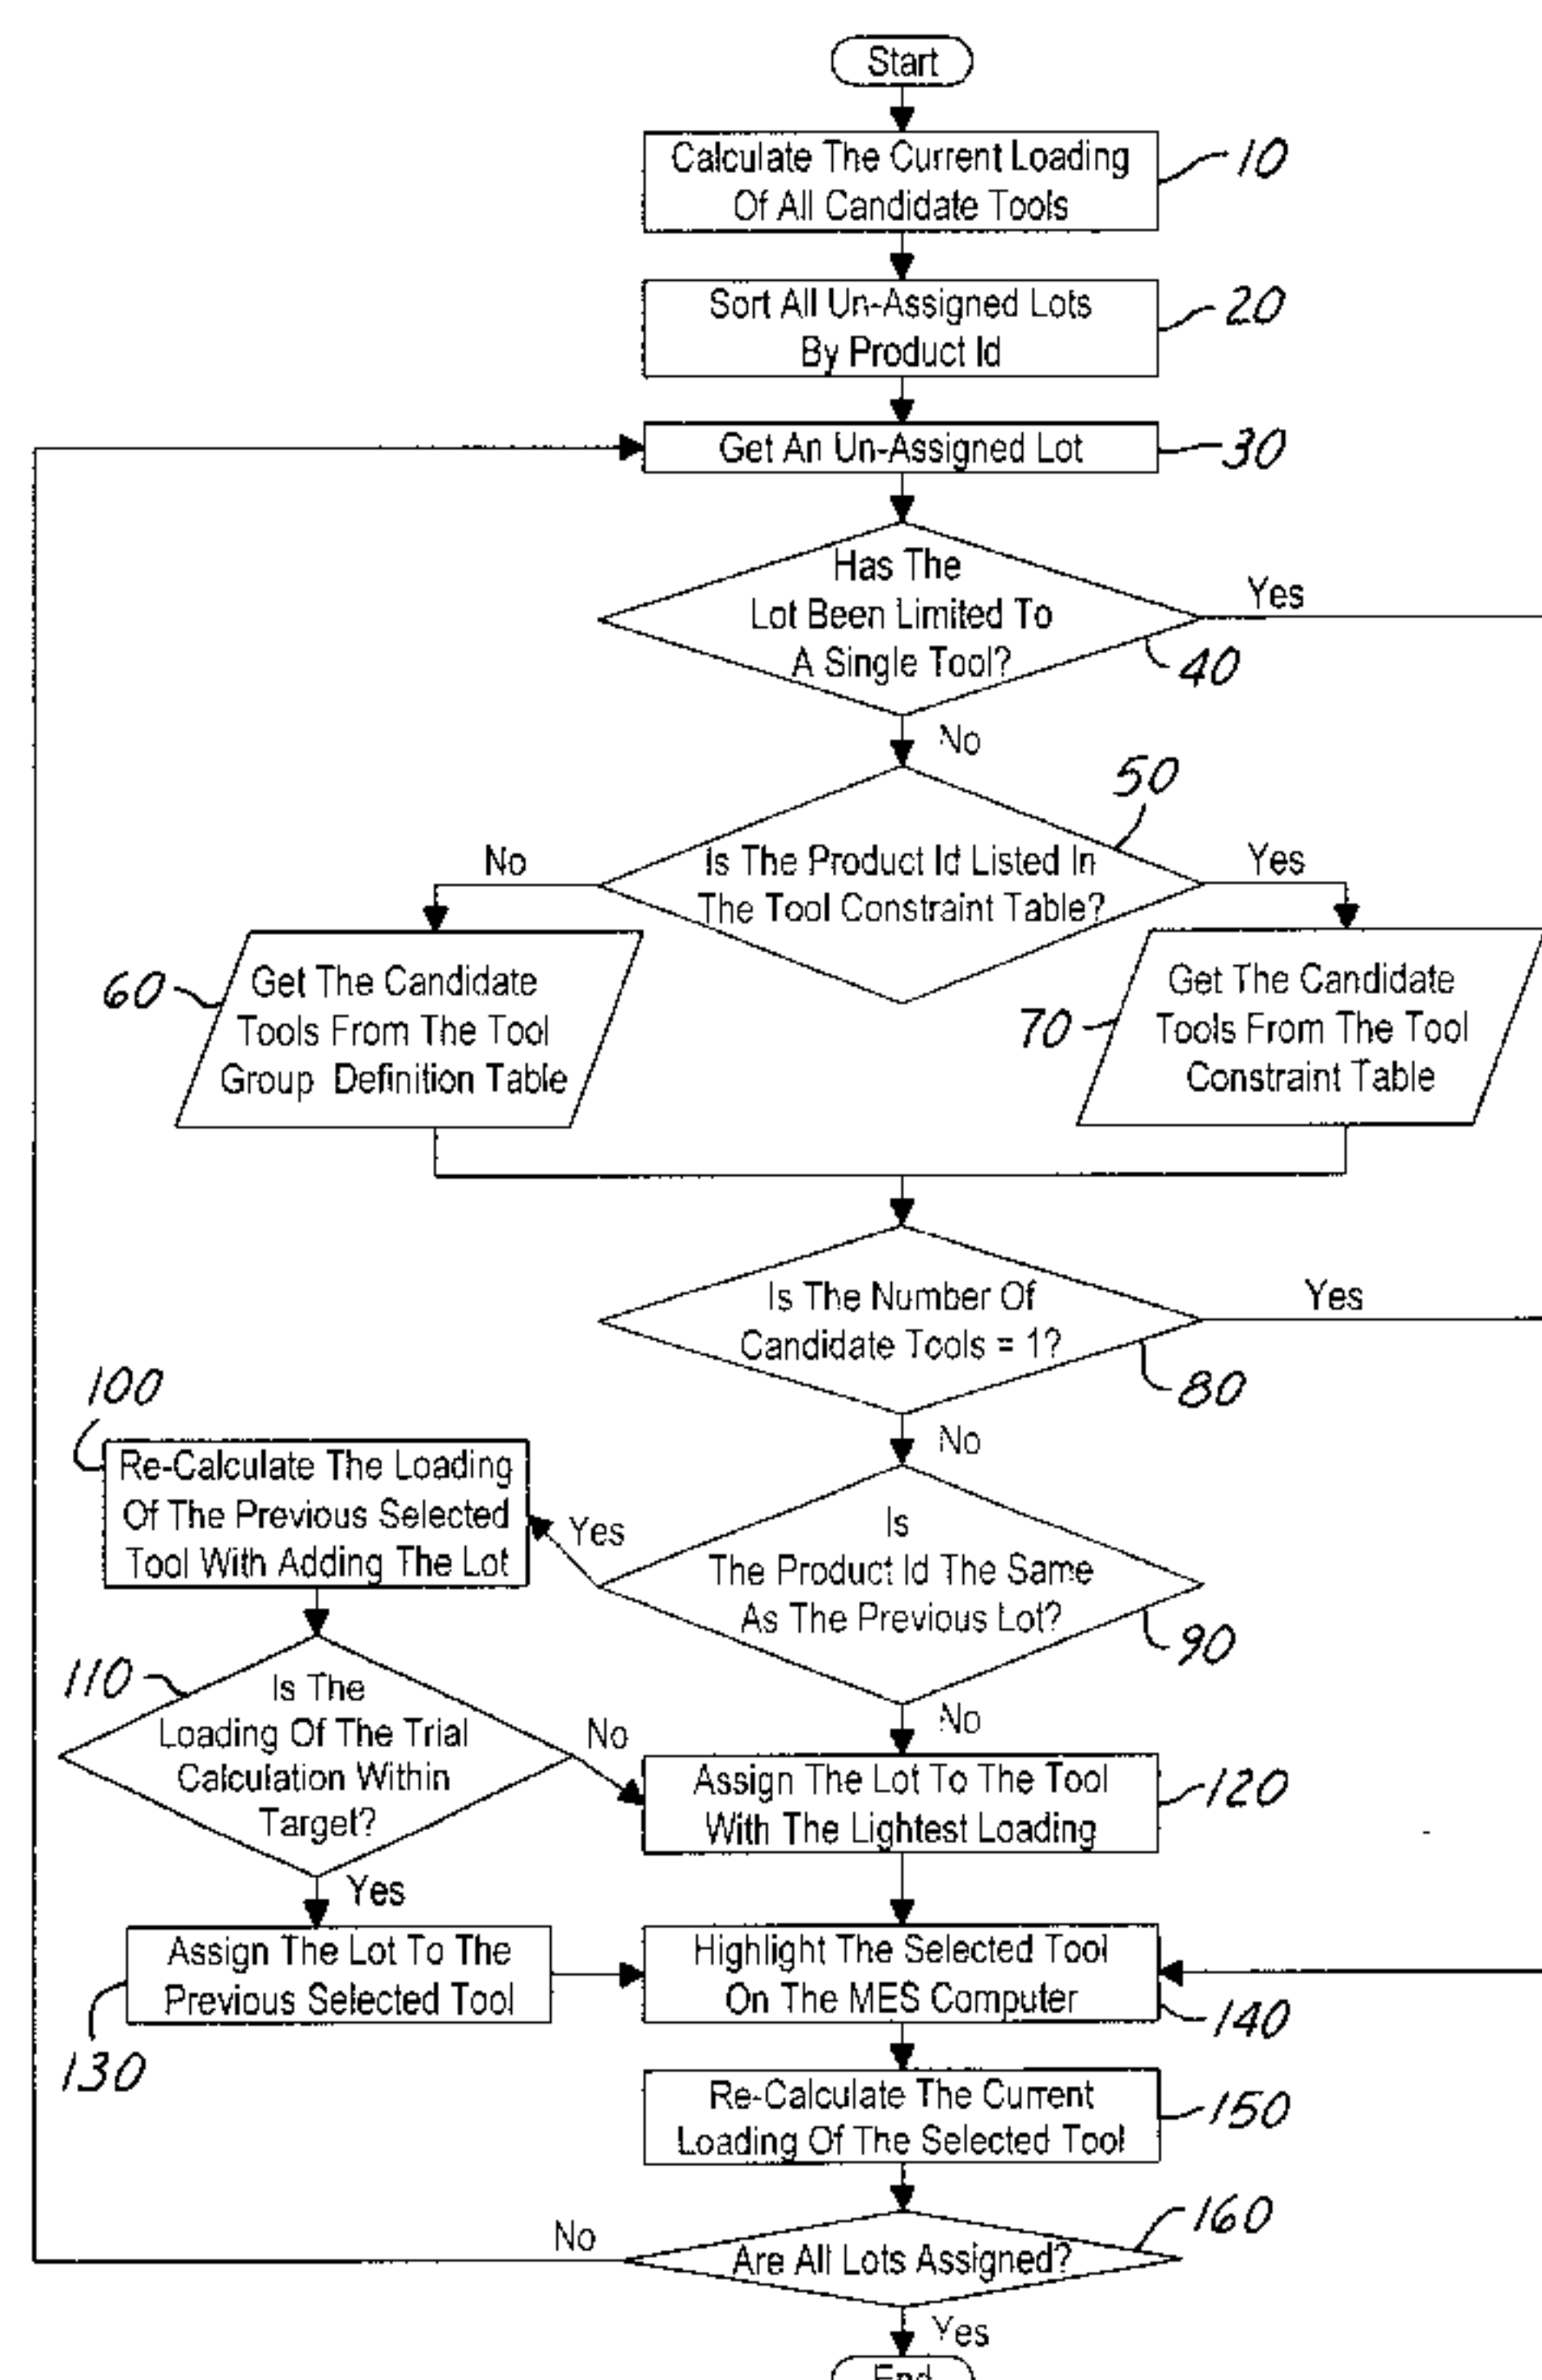 Start
Calculate The Current Loading
Of All Candidate Tools
10
Sort All Un-Assigned Lots
By Product Id
20
Get An Un-Assigned Lot
30
Has The
Lot Been Limited To
A Single Tool?
Yes
40
No
50
Is The Product Id Listed In
The Tool Constraint Table?
No
Yes
60
Get The Candidate
Tools From The Tool
Group Definition Table
70
Get The Candidate
Tools From The Tool
Constraint Table
Is The Number Of
Candidate Tools = 1?
Yes
80
No
100
Re-Calculate The Loading
Of The Previous Selected
Tool With Adding The Lot
Yes
Is
The Product Id The Same
As The Previous Lot?
90
No
110
Is The
Loading Of The Trial
Calculation Within
Target?
No
Yes
Assign The Lot To The Tool
With The Lightest Loading
120
Assign The Lot To The
Previous Selected Tool
130
Highlight The Selected Tool
On The MES Computer
140
Re-Calculate The Current
Loading Of The Selected Tool
150
Are All Lots Assigned?
160
No
Yes
End